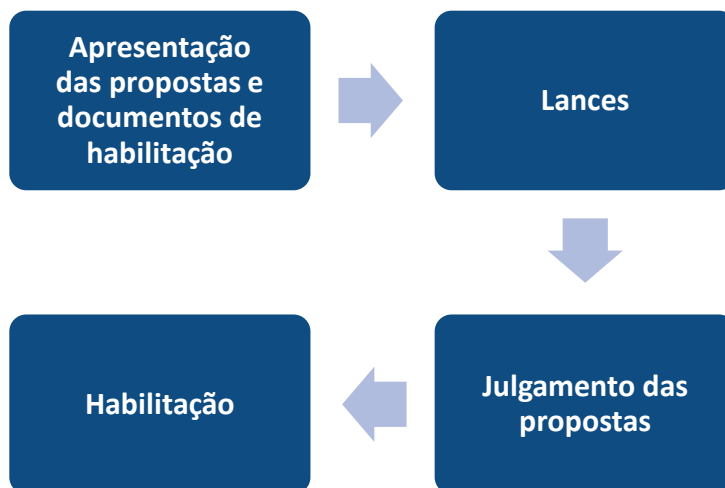 Apresentação
das propostas e
documentos de
habilitação
Lances
Julgamento das
propostas
Habilitação